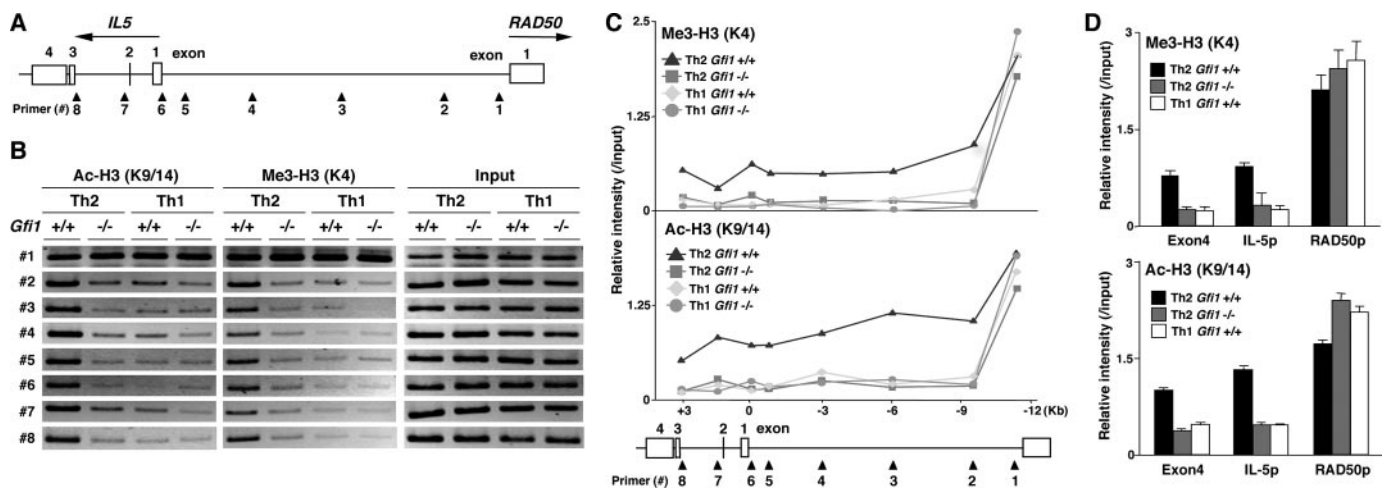 A
IL5
RAD50
4 3 2 1 exon exon 1
Primer (#) 8 7 6 5 4 3 2 1
B
Ac-H3 (K9/14) Me3-H3 (K4) Input
Th2 Th1 Th2 Th1 Th2 Th1
Gfi1 +/+ -/- +/+ -/- +/+ -/- +/+ -/- +/+ -/- +/+ -/-
#1
#2
#3
#4
#5
#6
#7
#8
C
Relative intensity (/input)
2.5
Me3-H3 (K4)
Th2 Gfi1 +/+
Th2 Gfi1 -/-
Th1 Gfi1 +/+
Th1 Gfi1 -/-
1.25
0
Ac-H3 (K9/14)
Th2 Gfi1 +/+
Th2 Gfi1 -/-
Th1 Gfi1 +/+
Th1 Gfi1 -/-
1.25
0
+3 0 -3 -6 -9 -12 (Kb)
4 3 2 1 exon
Primer (#) 8 7 6 5 4 3 2 1
D
Relative intensity (/input)
3
Me3-H3 (K4)
Th2 Gfi1 +/+
Th2 Gfi1 -/-
Th1 Gfi1 +/+
1.5
0
Exon4 IL-5p RAD50p
Relative intensity (/input)
3
Ac-H3 (K9/14)
Th2 Gfi1 +/+
Th2 Gfi1 -/-
Th1 Gfi1 +/+
1.5
0
Exon4 IL-5p RAD50p